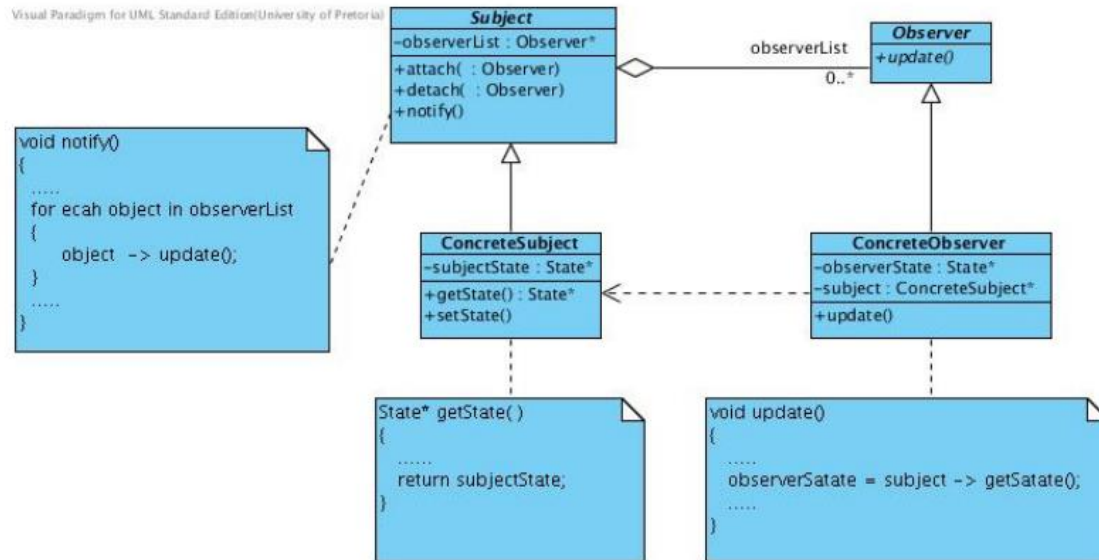 Visual Paradigm for UML Standard Edition(University of Pretoria)
Subject
-observerList : Observer*
+attach( : Observer)
+detach( : Observer)
+notify()
observerList
0..*
Observer
+update()
void notify()
{
.....
for ecah object in observerList
{
object -> update();
}
.....
}
ConcreteSubject
-subjectState : State*
+getState() : State*
+setState()
ConcreteObserver
-observerState : State*
-subject : ConcreteSubject*
+update()
State* getState( )
{
......
return subjectState;
}
void update()
{
.....
observerSatate = subject -> getSatate();
.....
}